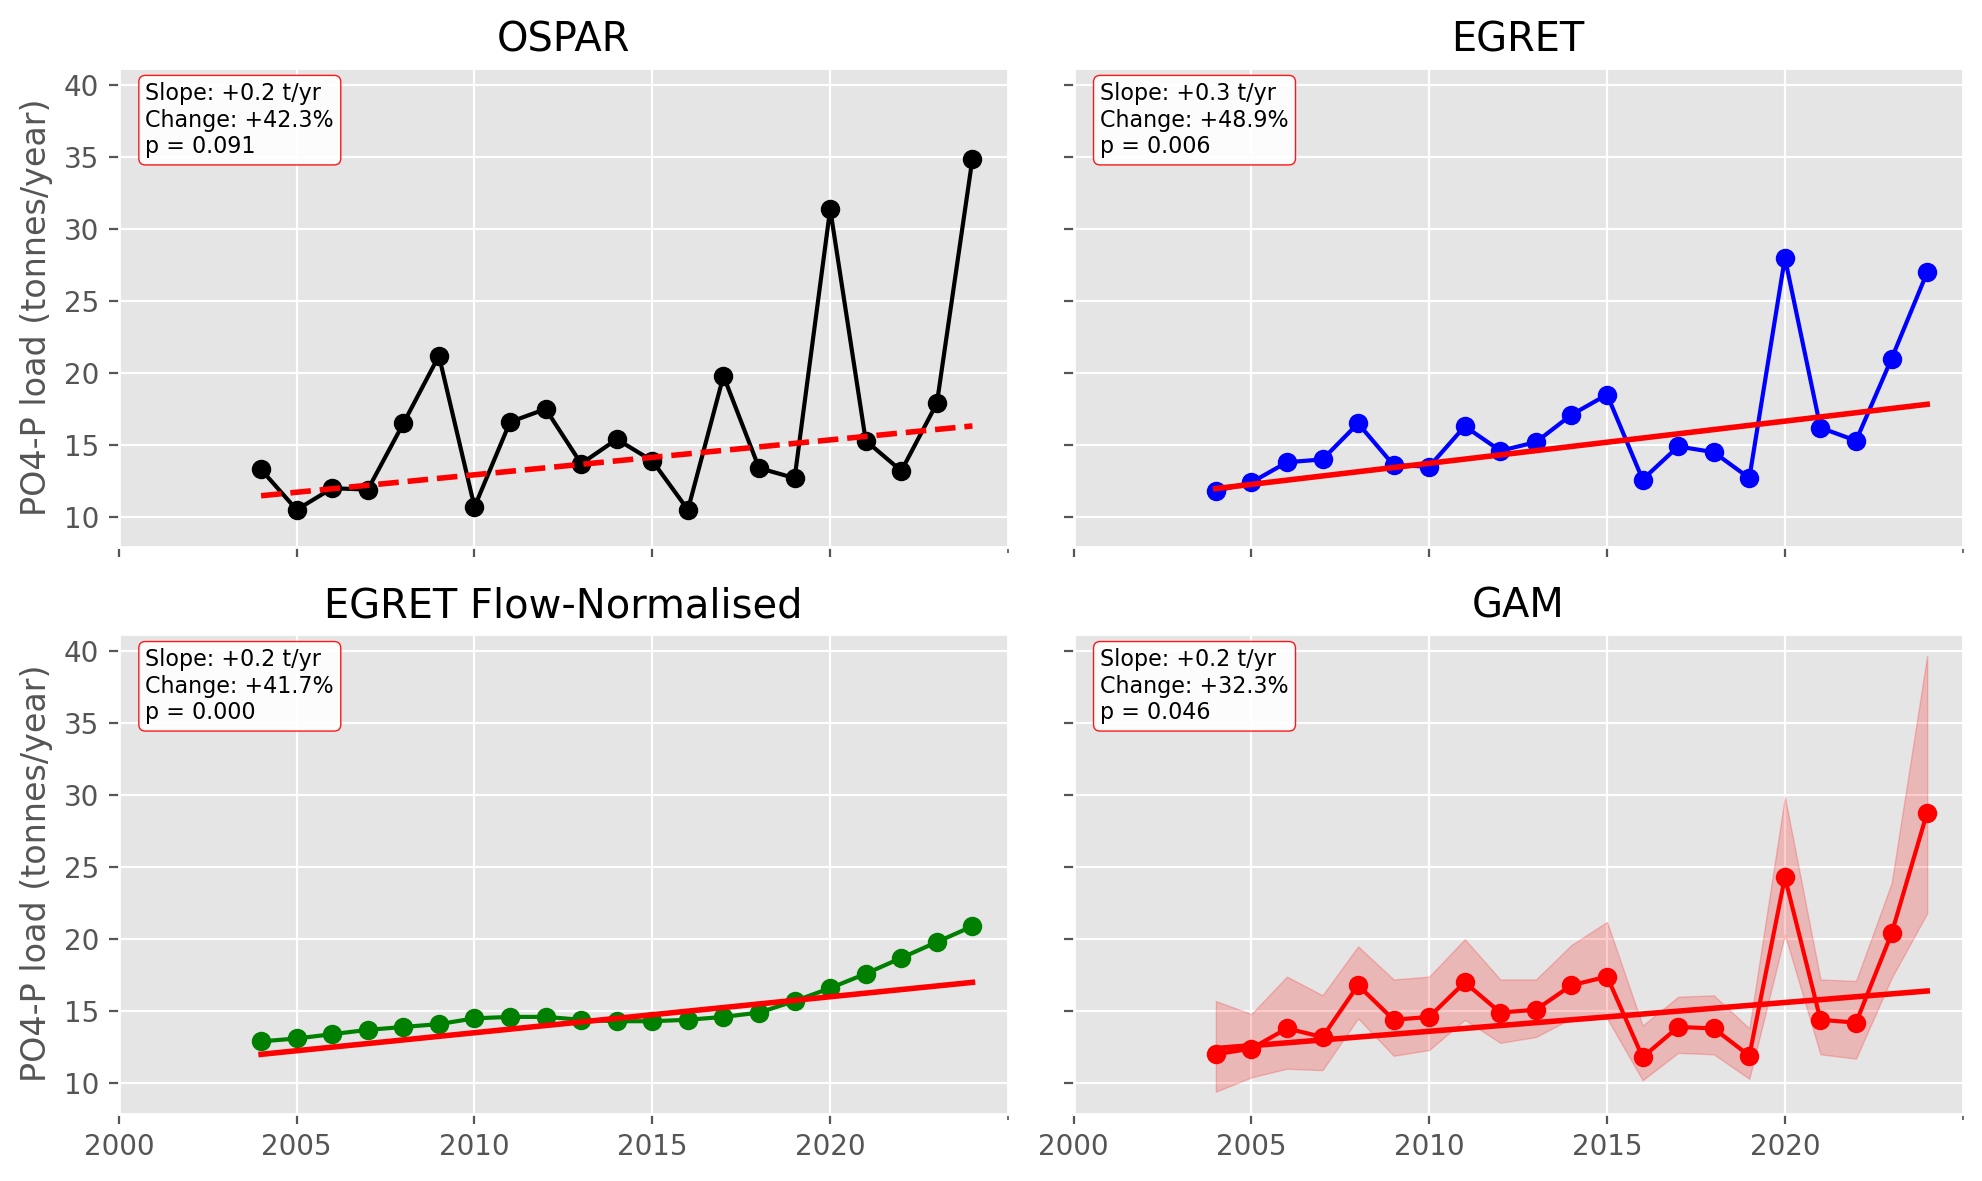 OSPAR
EGRET
PO4-P load (tonnes/year)
40
35
30
25
20
15
10
Slope: +0.2 t/yr
Change: +42.3%
p = 0.091
Slope: +0.3 t/yr
Change: +48.9%
p = 0.006
EGRET Flow-Normalised
GAM
PO4-P load (tonnes/year)
40
35
30
25
20
15
10
Slope: +0.2 t/yr
Change: +41.7%
p = 0.000
Slope: +0.2 t/yr
Change: +32.3%
p = 0.046
2000 2005 2010 2015 2020
2000 2005 2010 2015 2020